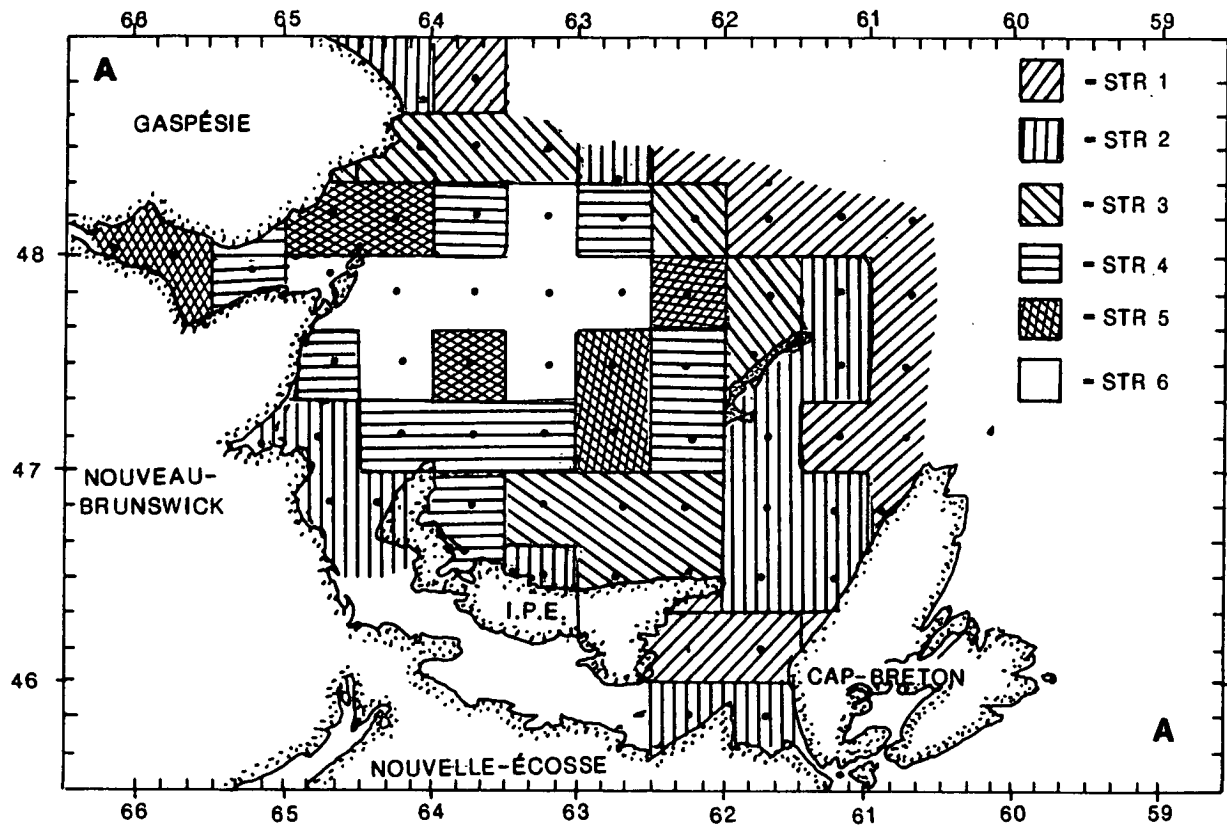 66 65 64 63 62 61 60 59
A
GASPÉSIE
- STR 1
- STR 2
- STR 3
48
- STR 4
- STR 5
- STR 6
47
NOUVEAU-
BRUNSWICK
I.P.E.
46
CAP-BRETON
A
NOUVELLE-ÉCOSSE
66 65 64 63 62 61 60 59